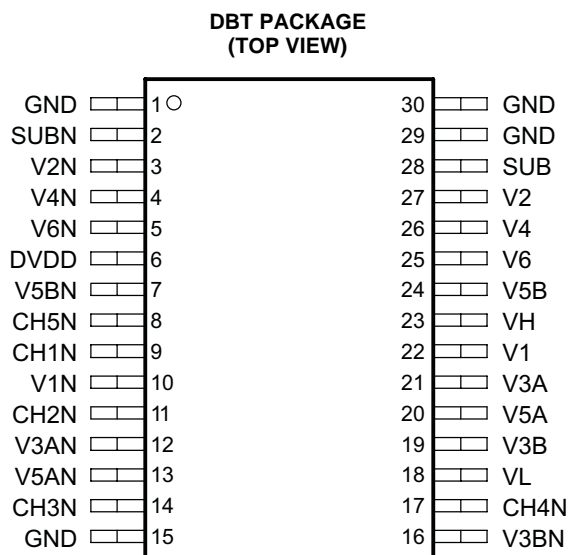 DBT PACKAGE
(TOP VIEW)
GND 1 30 GND
SUBN 2 29 GND
V2N 3 28 SUB
V4N 4 27 V2
V6N 5 26 V4
DVDD 6 25 V6
V5BN 7 24 V5B
CH5N 8 23 VH
CH1N 9 22 V1
V1N 10 21 V3A
CH2N 11 20 V5A
V3AN 12 19 V3B
V5AN 13 18 VL
CH3N 14 17 CH4N
GND 15 16 V3BN